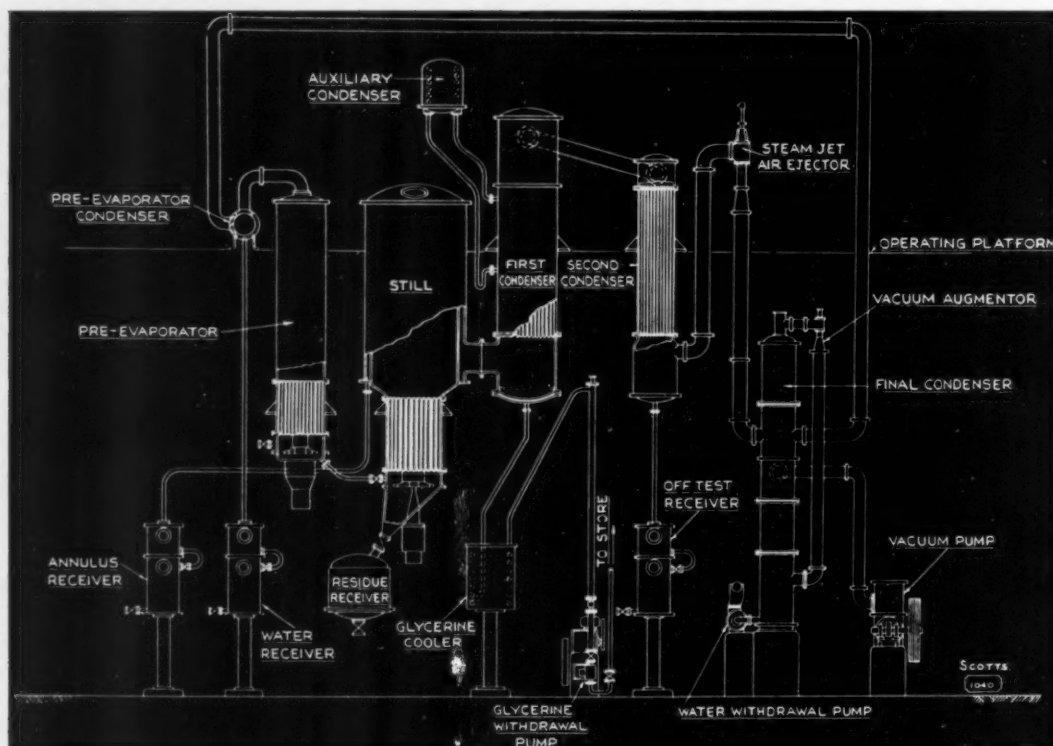 AUXILIARY
CONDENSER
STEAM JET
AIR EJECTOR
PRE-EVAPORATOR
CONDENSER
OPERATING PLATFORM
FIRST
CONDENSER
SECOND
CONDENSER
STILL
VACUUM AUGMENTOR
PRE-EVAPORATOR
FINAL CONDENSER
OFF TEST
RECEIVER
TO STORE
VACUUM PUMP
ANNULUS
RECEIVER
RESIDUE
RECEIVER
GLYCERINE
COOLER
WATER
RECEIVER
SCOTTS.
1040
GLYCERINE
WITHDRAWAL
PUMP
WATER WITHDRAWAL PUMP